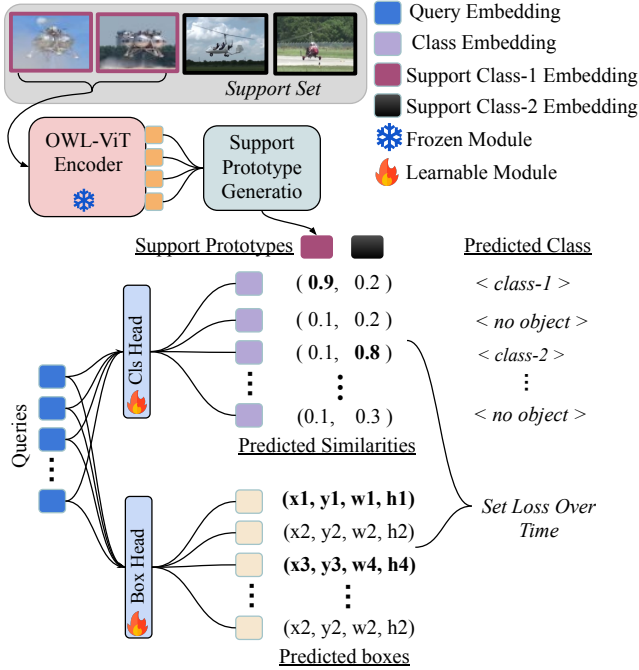 Support Set
Query Embedding
Class Embedding
Support Class-1 Embedding
Support Class-2 Embedding
Frozen Module
Learnable Module
OWL-ViT
Encoder
Support
Prototype
Generatio
Support Prototypes
Predicted Class
Cls Head
( 0.9, 0.2 )
< class-1 >
( 0.1, 0.2 )
< no object >
( 0.1, 0.8 )
< class-2 >
(0.1, 0.3 )
< no object >
Predicted Similarities
Queries
Set Loss Over
Time
Box Head
(x1, y1, w1, h1)
(x2, y2, w2, h2)
(x3, y3, w4, h4)
(x2, y2, w2, h2)
Predicted boxes